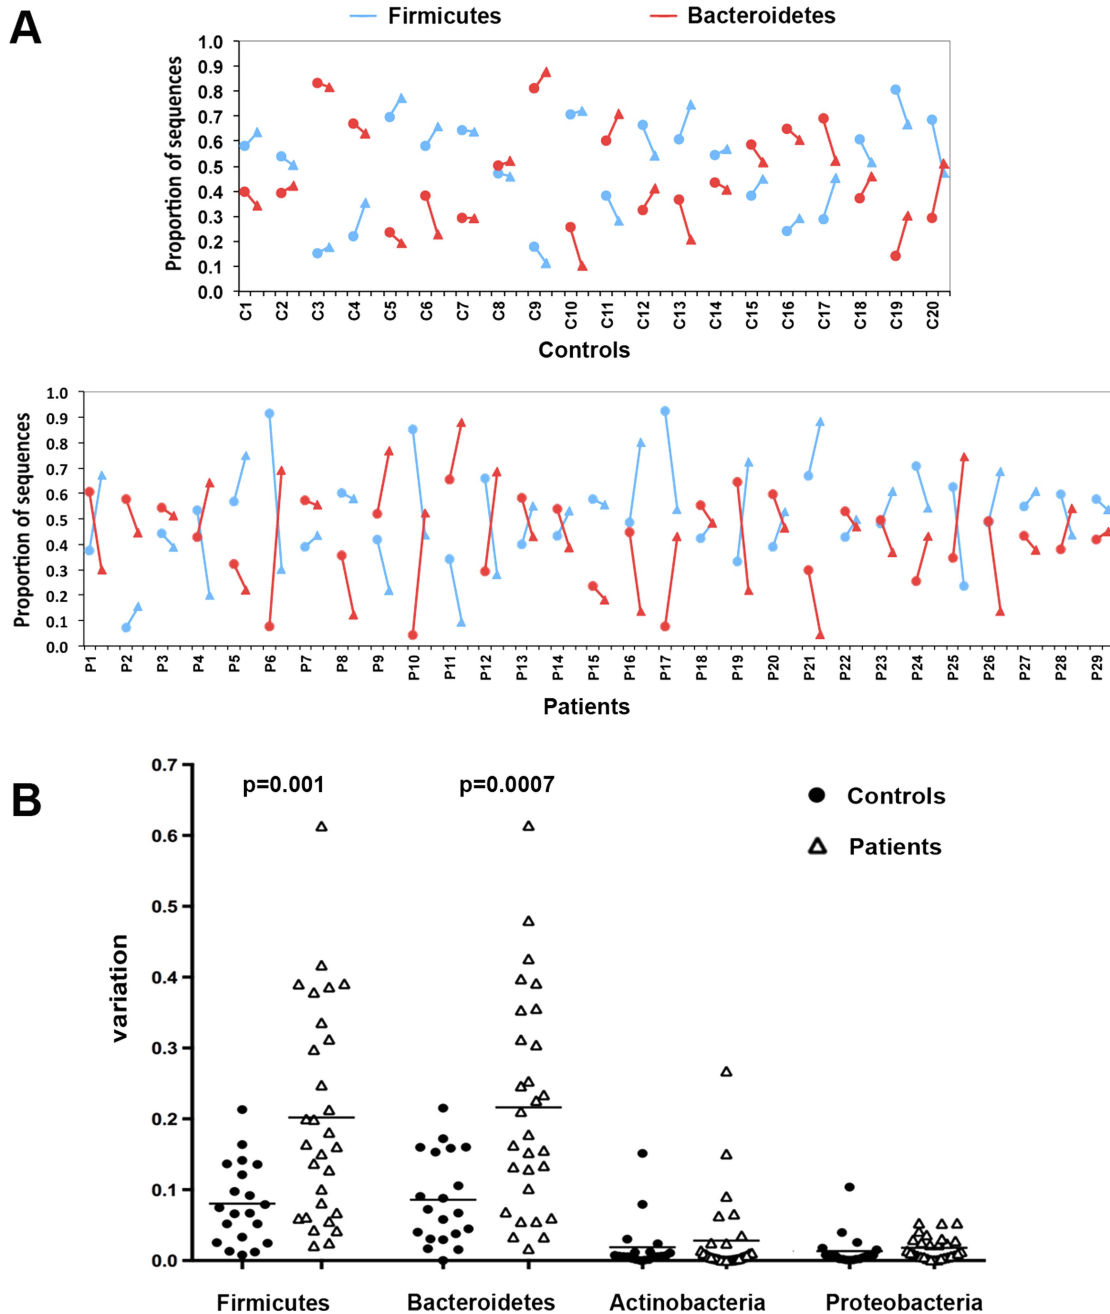 A
Firmicutes Bacteroidetes
Proportion of sequences
1.0
0.9
0.8
0.7
0.6
0.5
0.4
0.3
0.2
0.1
0.0
C1 C2 C3 C4 C5 C6 C7 C8 C9 C10 C11 C12 C13 C14 C15 C16 C17 C18 C19 C20
Controls
Proportion of sequences
1.0
0.9
0.8
0.7
0.6
0.5
0.4
0.3
0.2
0.1
0.0
P1 P2 P3 P4 P5 P6 P7 P8 P9 P10 P11 P12 P13 P14 P15 P16 P17 P18 P19 P20 P21 P22 P23 P24 P25 P26 P27 P28 P29
Patients
B
variation
0.7
0.6
0.5
0.4
0.3
0.2
0.1
0.0
p=0.001 p=0.0007
Controls
Patients
Firmicutes Bacteroidetes Actinobacteria Proteobacteria